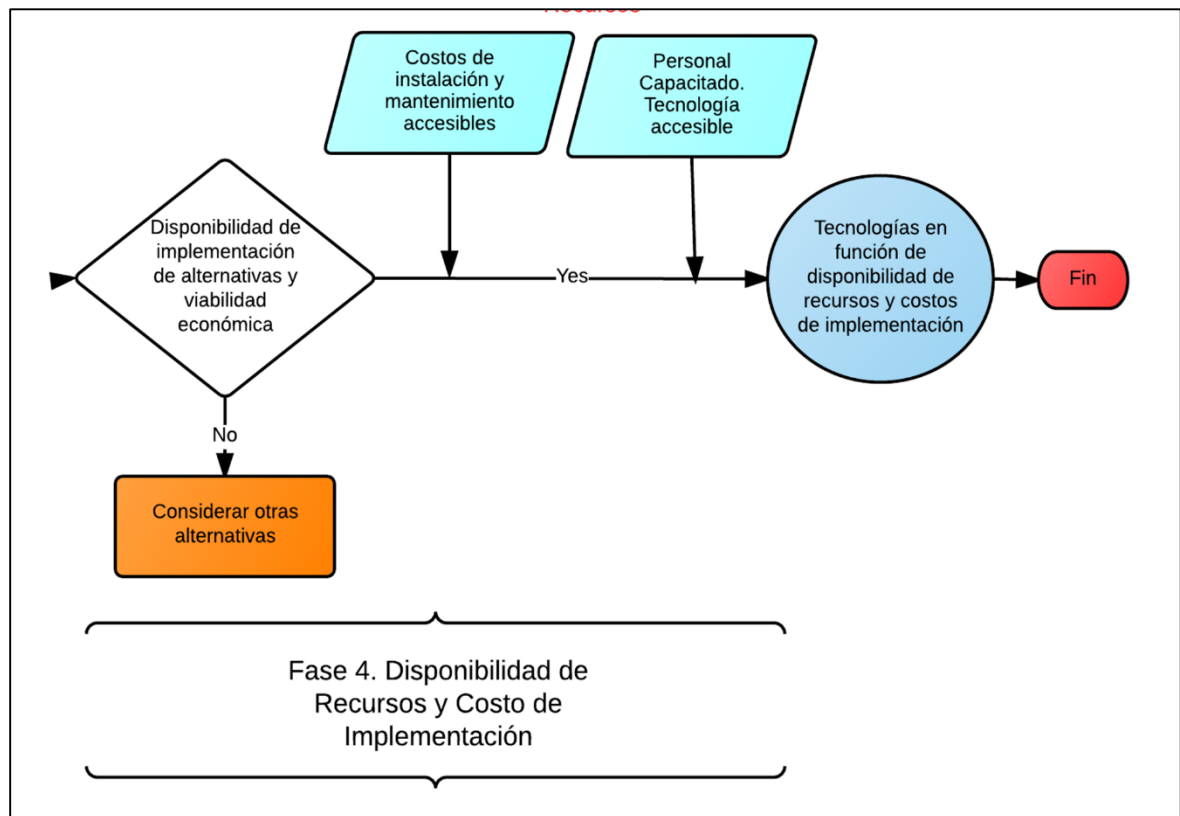 Recursos
Costos de
instalación y
mantenimiento
accesibles
Personal
Capacitado.
Tecnología
accesible
Disponibilidad de
implementación
de alternativas y
viabilidad
económica
Yes
Tecnologías en
función de
disponibilidad de
recursos y costos
de implementación
Fin
No
Considerar otras
alternativas
Fase 4. Disponibilidad de
Recursos y Costo de
Implementación